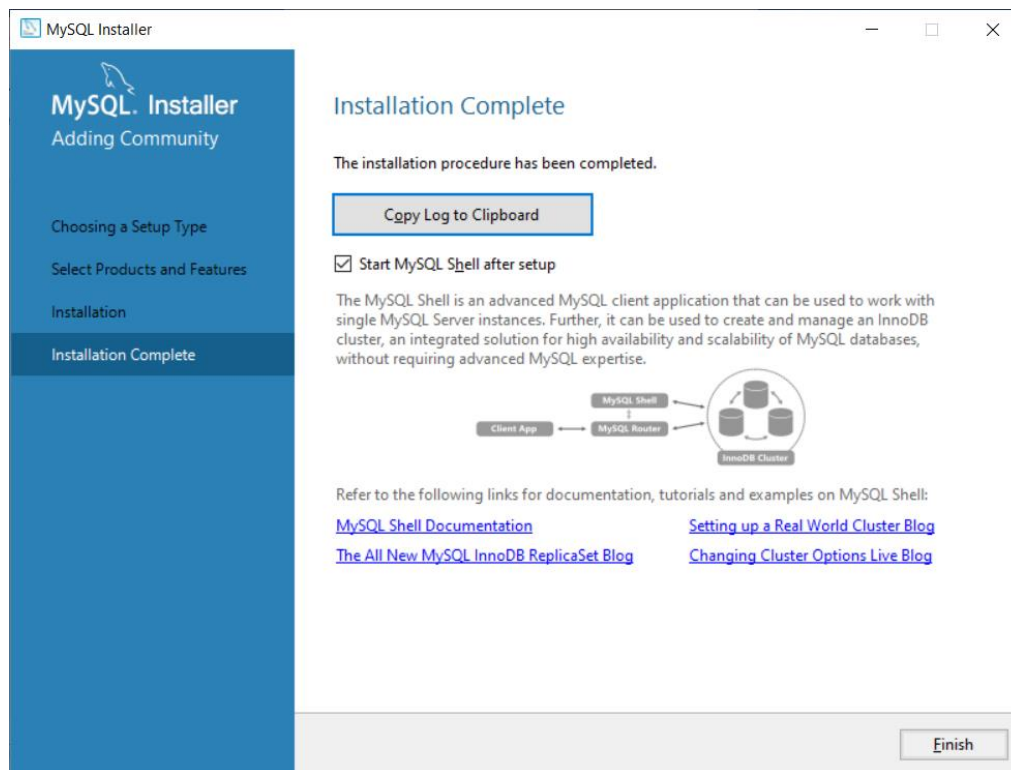 MySQL Installer
MySQL. Installer
Adding Community
Choosing a Setup Type
Select Products and Features
Installation
Installation Complete
Installation Complete
The installation procedure has been completed.
Copy Log to Clipboard
Start MySQL Shell after setup
The MySQL Shell is an advanced MySQL client application that can be used to work with
single MySQL Server instances. Further, it can be used to create and manage an InnoDB
cluster, an integrated solution for high availability and scalability of MySQL databases,
without requiring advanced MySQL expertise.
MySQL Shell
Client App
MySQL Router
InnoDB Cluster
Refer to the following links for documentation, tutorials and examples on MySQL Shell:
MySQL Shell Documentation
Setting up a Real World Cluster Blog
The All New MySQL InnoDB ReplicaSet Blog
Changing Cluster Options Live Blog
Finish